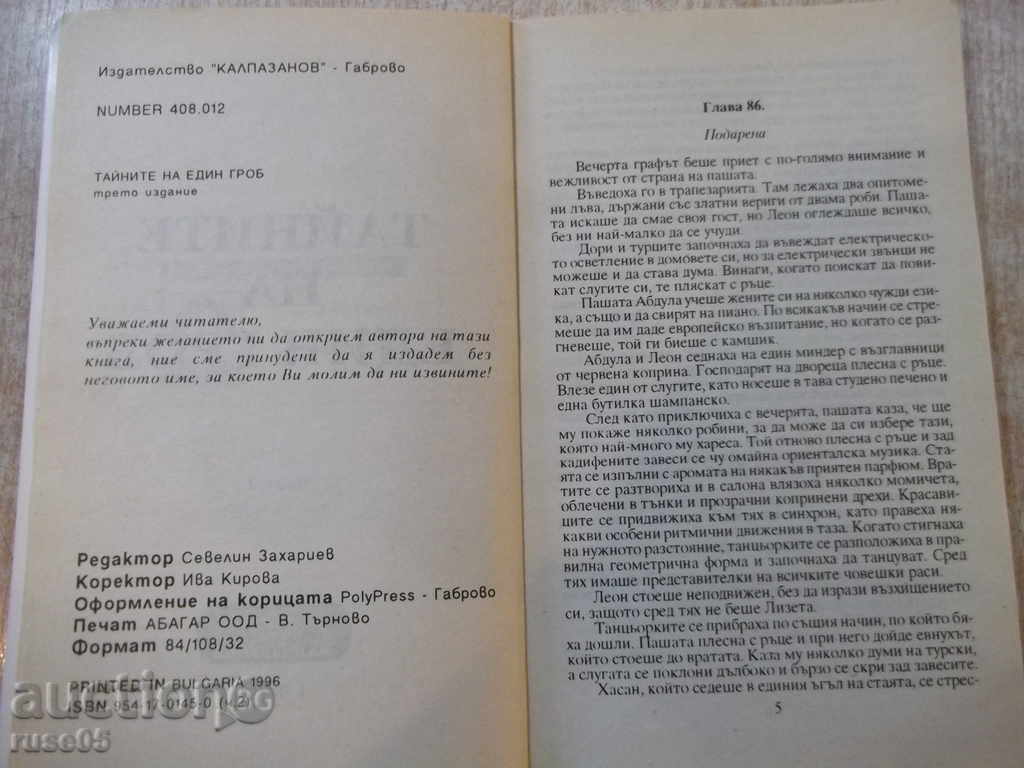 Издателство "КАЛПАЗАНОВ" - Габрово
NUMBER 408.012
ТАЙНИТЕ НА ЕДИН ГРОБ
трето издание
Уважаеми читателю,
въпреки желанието ни да открием автора на тази
книга, ние сме принудени да я издадем без
неговото име, за което Ви молим да ни извините!
Редактор Севелин Захариев
Коректор Ива Кирова
Оформление на корицата PolyPress - Габрово
Печат АБАГАР ООД - В. Търново
Формат 84/108/32
PRINTED IN BULGARIA 1996
ISBN 954-17-0145-0 (ч.2)
auction.bg
ruse05
Глава 86.
Подарена
Вечерта графът беше приет с по-голямо внимание и
вежливост от страна на пашата.
Въведоха го в трапезарията. Там лежаха два опитоме-
ни лъва, държани със златни вериги от двама роби. Паша-
та искаше да смае своя гост, но Леон оглеждаше всичко,
без ни най-малко да се учуди.
Дори и турците започнаха да въвеждат електрическо-
то осветление в домовете си, но за електрически звънци не
можеше и да става дума. Винаги, когато поискат да пови-
кат слугите си, те пляскат с ръце.
Пашата Абдула учеше жените си на няколко чужди ези-
ка, а също и да свирят на пиано. По всякакъв начин се стре-
меше да им даде европейско възпитание, но когато се раз-
гневеше, той ги биеше с камшик.
Абдула и Леон седнаха на един миндер с възглавници
от червена коприна. Господарят на двореца плесна с ръце.
Влезе един от слугите, като носеше в тава студено печено и
една бутилка шампанско.
След като приключиха с вечерята, пашата каза, че ще
му покаже няколко робини, за да може да си избере тази,
която най-много му хареса. Той отново плесна с ръце и зад
кадифените завеси се чу омайна ориенталска музика. Ста-
ята се изпълни с аромата на някакъв приятен парфюм. Вра-
тите се разтвориха и в салона влязоха няколко момичета,
облечени в тънки и прозрачни копринени дрехи. Красави-
ците се придвижиха към тях в синхрон, като правеха ня-
какви особени ритмични движения в таза. Когато стигнаха
на нужното разстояние, танцьорките се разположиха в пра-
вилна геометрична форма и започнаха да танцуват. Сред
тях имаше представителки на всичките човешки раси.
Леон стоеше неподвижен, без да изрази възхищението
си, защото сред тях не беше Лизета.
Танцьорките се прибраха по същия начин, по който бя-
ха дошли. Пашата плесна с ръце и при него дойде евнухът,
който стоеше до вратата. Каза му няколко думи на турски,
а слугата се поклони дълбоко и бързо се скри зад завесите.
Хасан, който седеше в единия ъгъл на стаята, се стрес-
5